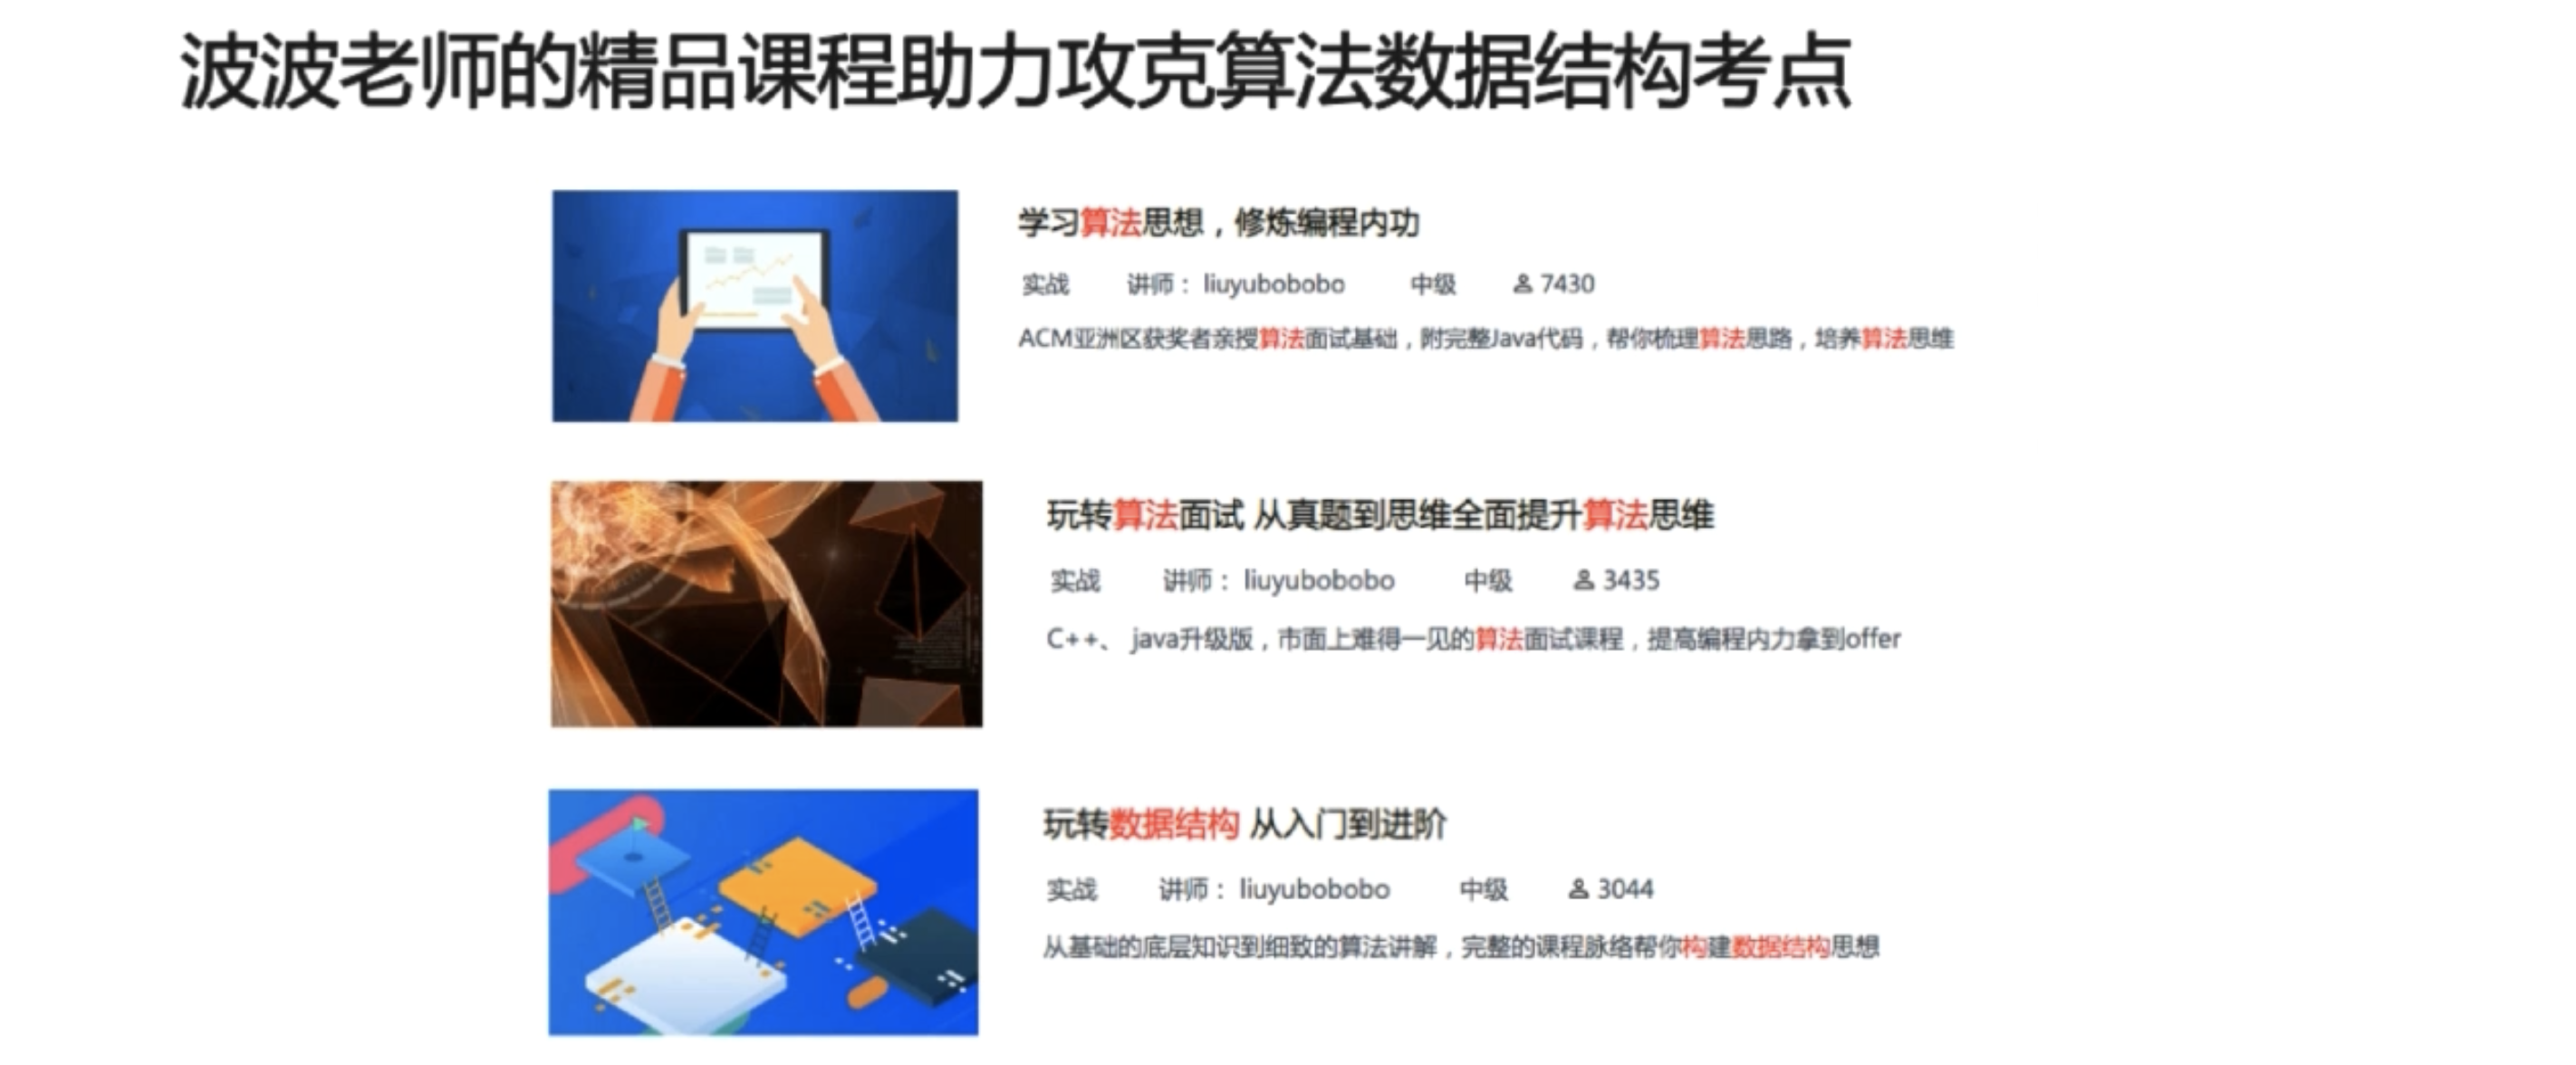 波波老师的精品课程助力攻克算法数据结构考点
学习算法思想，修炼编程内功
实战 讲师： liuyubobobo 中级 7430
ACM亚洲区获奖者亲授算法面试基础，附完整Java代码，帮你梳理算法思路，培养算法思维
玩转算法面试 从真题到思维全面提升算法思维
实战 讲师： liuyubobobo 中级 3435
C++、 java升级版，市面上难得一见的算法面试课程，提高编程内力拿到offer
玩转数据结构 从入门到进阶
实战 讲师： liuyubobobo 中级 3044
从基础的底层知识到细致的算法讲解，完整的课程脉络帮你构建数据结构思想